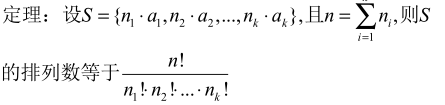 定理：设S = {n₁·a₁, n₂·a₂,..., nₖ·aₖ},且n = ∑ᵢ₌₁ᵏ nᵢ,则S
的排列数等于 n! / (n₁!·n₂!·...·nₖ!)